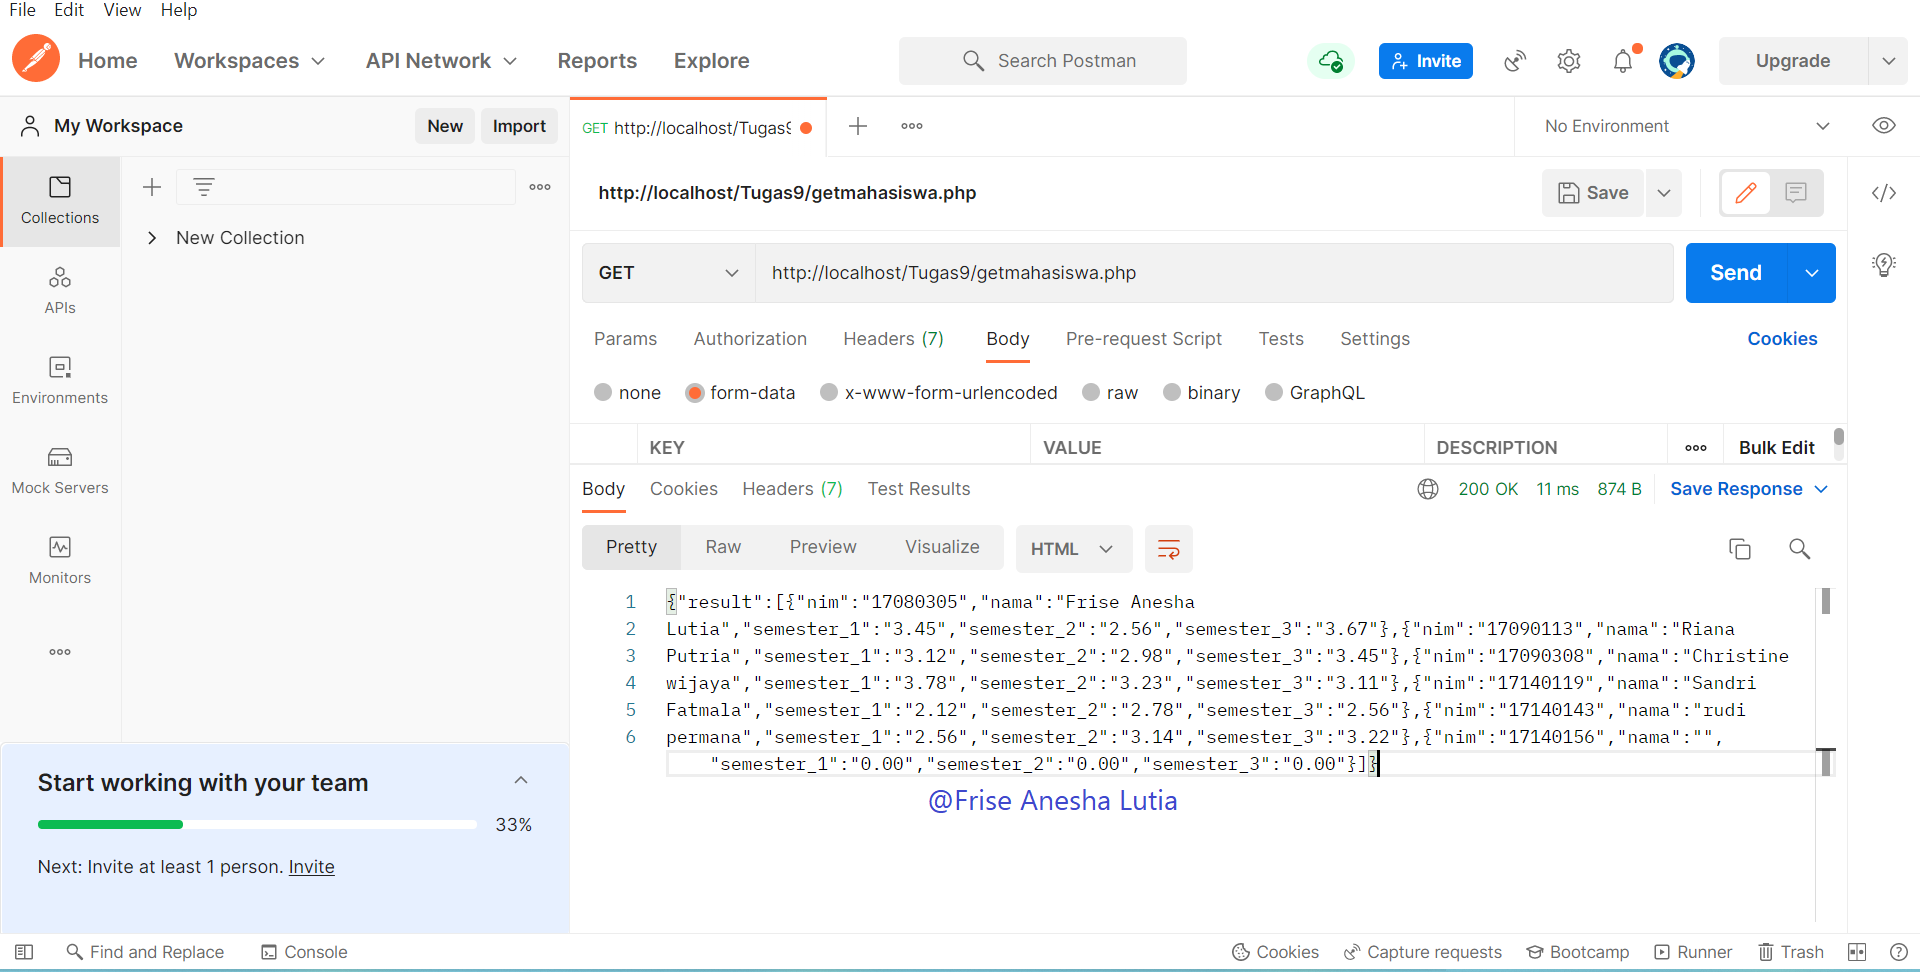 File Edit View Help
Home Workspaces API Network Reports Explore Search Postman Invite Upgrade
My Workspace New Import GET http://localhost/Tugas9 No Environment
http://localhost/Tugas9/getmahasiswa.php Save
Collections
New Collection
GET http://localhost/Tugas9/getmahasiswa.php Send
APIs
Params Authorization Headers (7) Body Pre-request Script Tests Settings Cookies
Environments
none form-data x-www-form-urlencoded raw binary GraphQL
KEY VALUE DESCRIPTION Bulk Edit
Mock Servers
Body Cookies Headers (7) Test Results 200 OK 11 ms 874 B Save Response
Pretty Raw Preview Visualize HTML
Monitors
1 {"result":[{"nim":"17080305","nama":"Frise Anesha
2 Lutia","semester_1":"3.45","semester_2":"2.56","semester_3":"3.67"},{"nim":"17090113","nama":"Riana
3 Putria","semester_1":"3.12","semester_2":"2.98","semester_3":"3.45"},{"nim":"17090308","nama":"Christine
4 wijaya","semester_1":"3.78","semester_2":"3.23","semester_3":"3.11"},{"nim":"17140119","nama":"Sandri
5 Fatmala","semester_1":"2.12","semester_2":"2.78","semester_3":"2.56"},{"nim":"17140143","nama":"rudi
6 permana","semester_1":"2.56","semester_2":"3.14","semester_3":"3.22"},{"nim":"17140156","nama":"",
"semester_1":"0.00","semester_2":"0.00","semester_3":"0.00"}]}
@Frise Anesha Lutia
Start working with your team
33%
Next: Invite at least 1 person. Invite
Find and Replace Console Cookies Capture requests Bootcamp Runner Trash